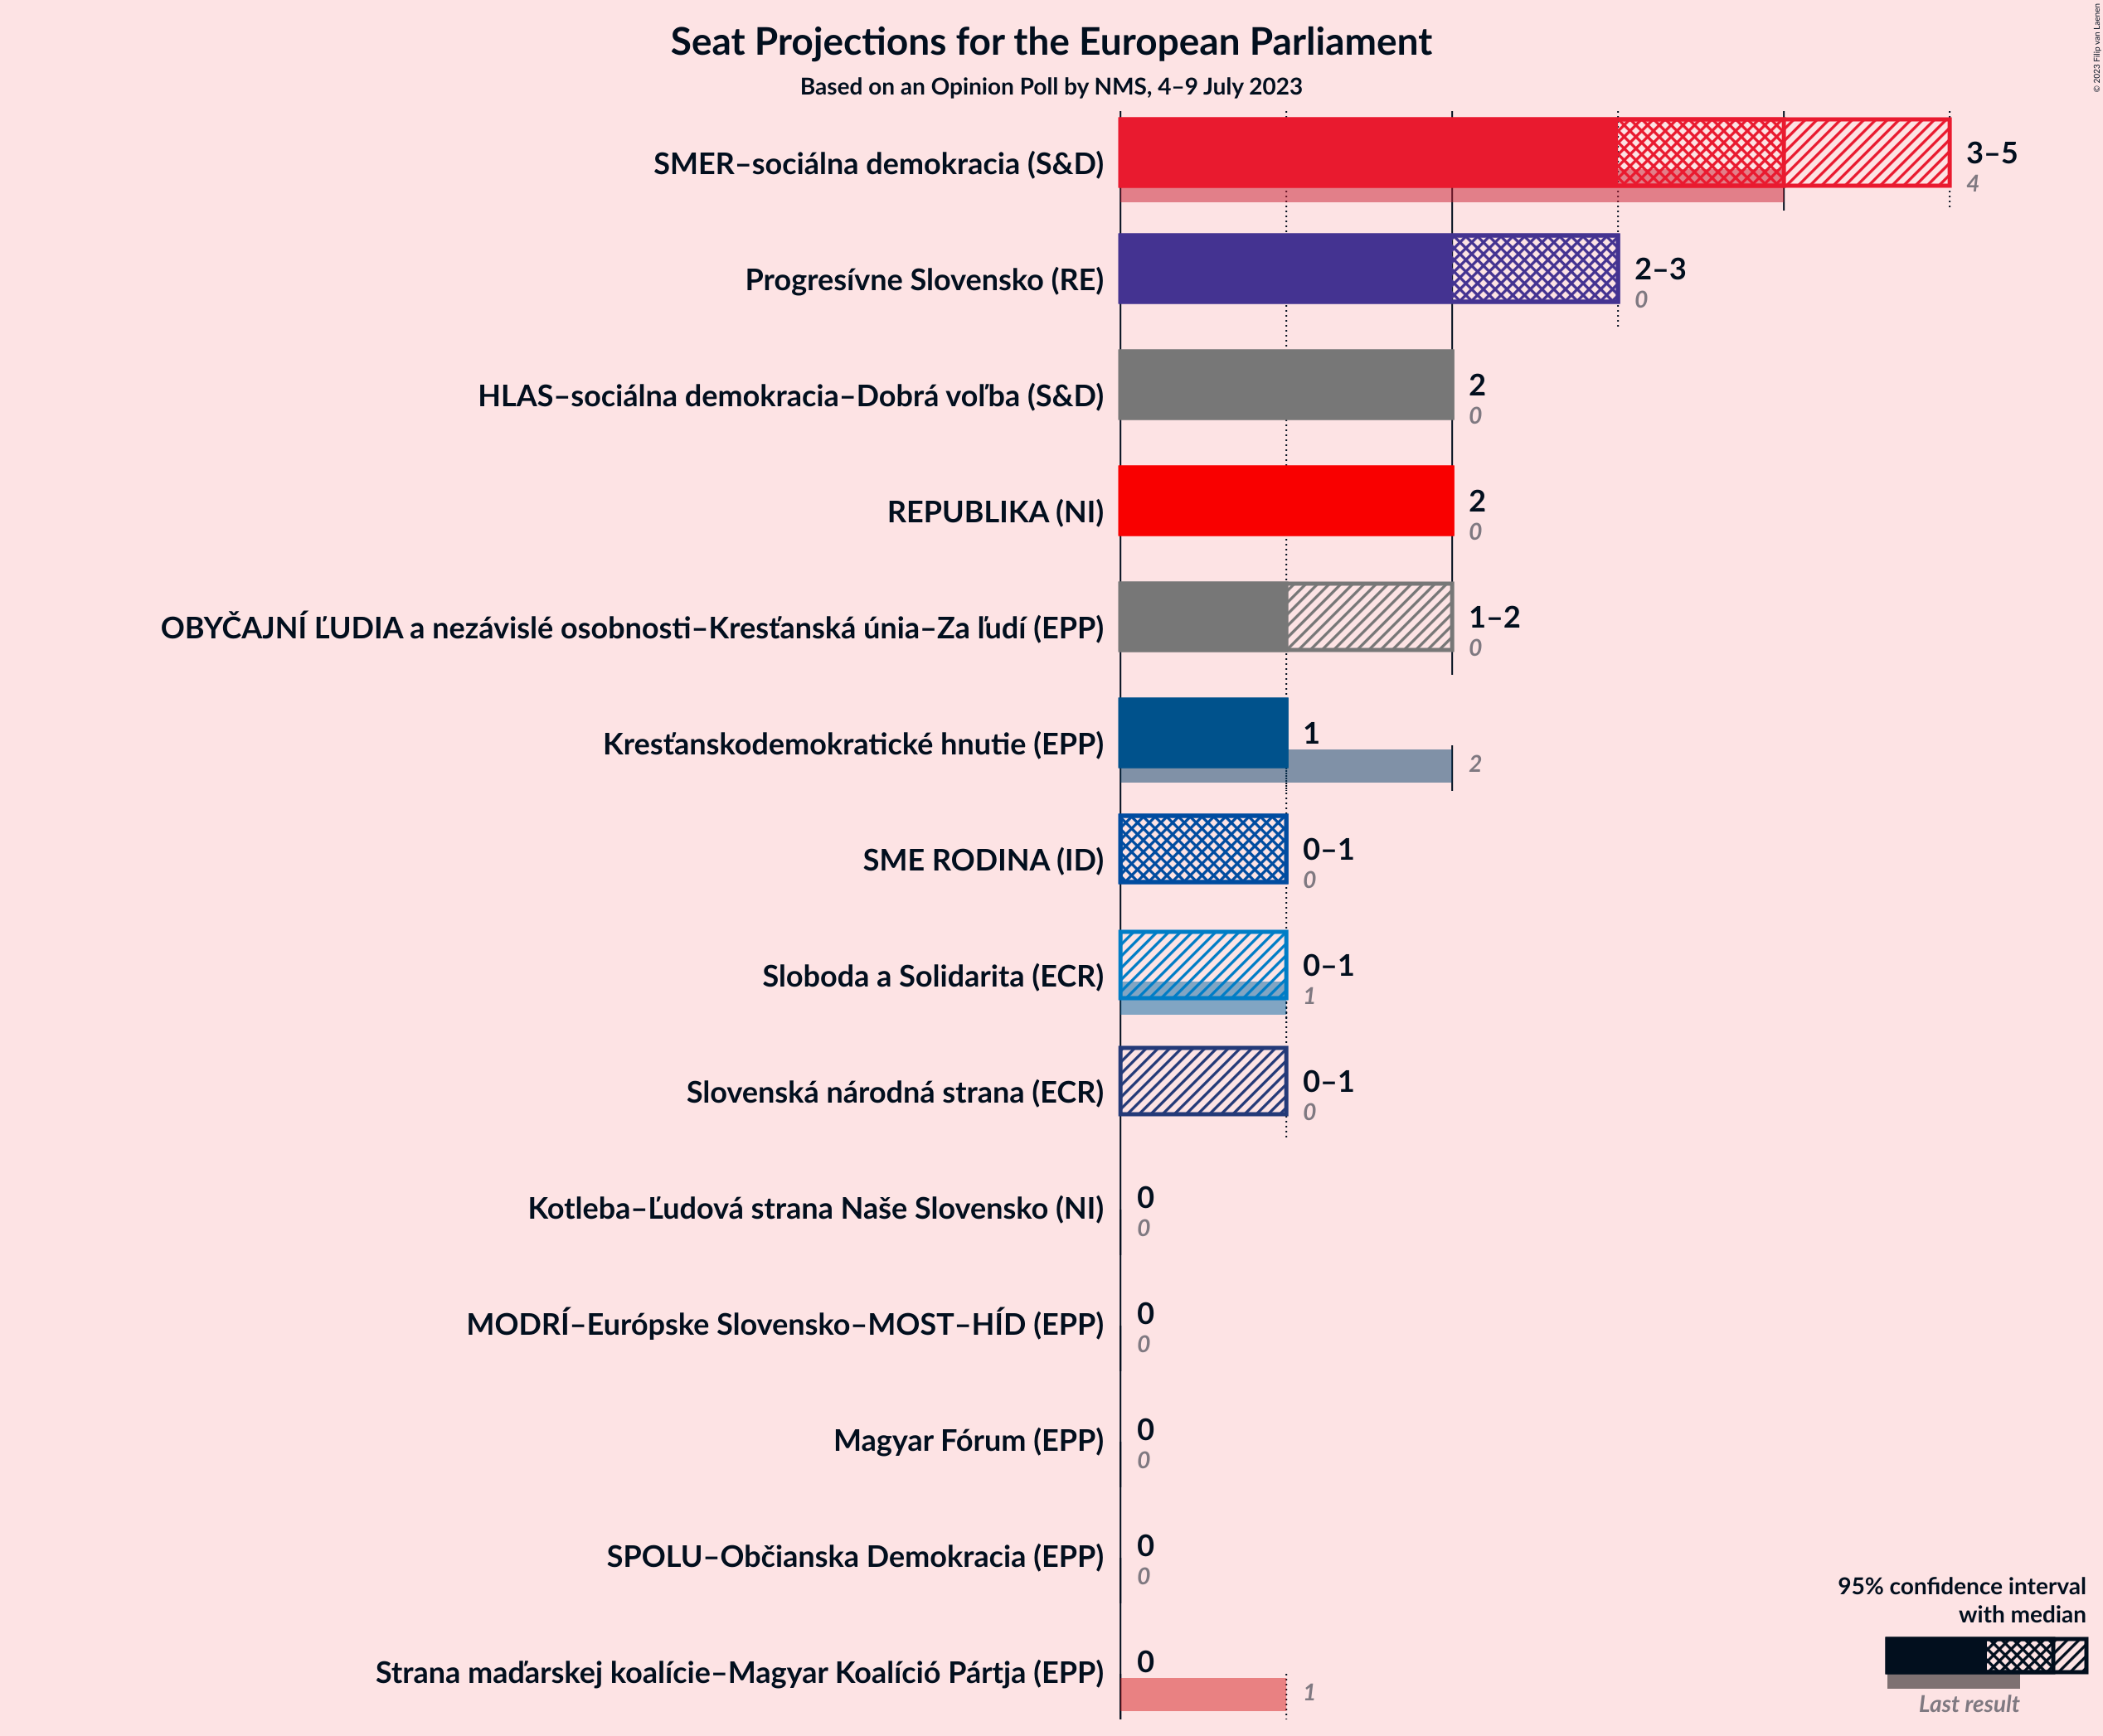 Seat Projections for the European Parliament
Based on an Opinion Poll by NMS, 4–9 July 2023
© 2023 Filip van Laenen
SMER–sociálna demokracia (S&D)
3–5
4
Progresívne Slovensko (RE)
2–3
0
HLAS–sociálna demokracia–Dobrá voľba (S&D)
2
0
REPUBLIKA (NI)
2
0
OBYČAJNÍ ĽUDIA a nezávislé osobnosti–Kresťanská únia–Za ľudí (EPP)
1–2
0
Kresťanskodemokratické hnutie (EPP)
1
2
SME RODINA (ID)
0–1
0
Sloboda a Solidarita (ECR)
0–1
1
Slovenská národná strana (ECR)
0–1
0
Kotleba–Ľudová strana Naše Slovensko (NI)
0
0
MODRÍ–Európske Slovensko–MOST–HÍD (EPP)
0
0
Magyar Fórum (EPP)
0
0
SPOLU–Občianska Demokracia (EPP)
0
0
Strana maďarskej koalície–Magyar Koalíció Pártja (EPP)
0
1
95% confidence interval
with median
Last result